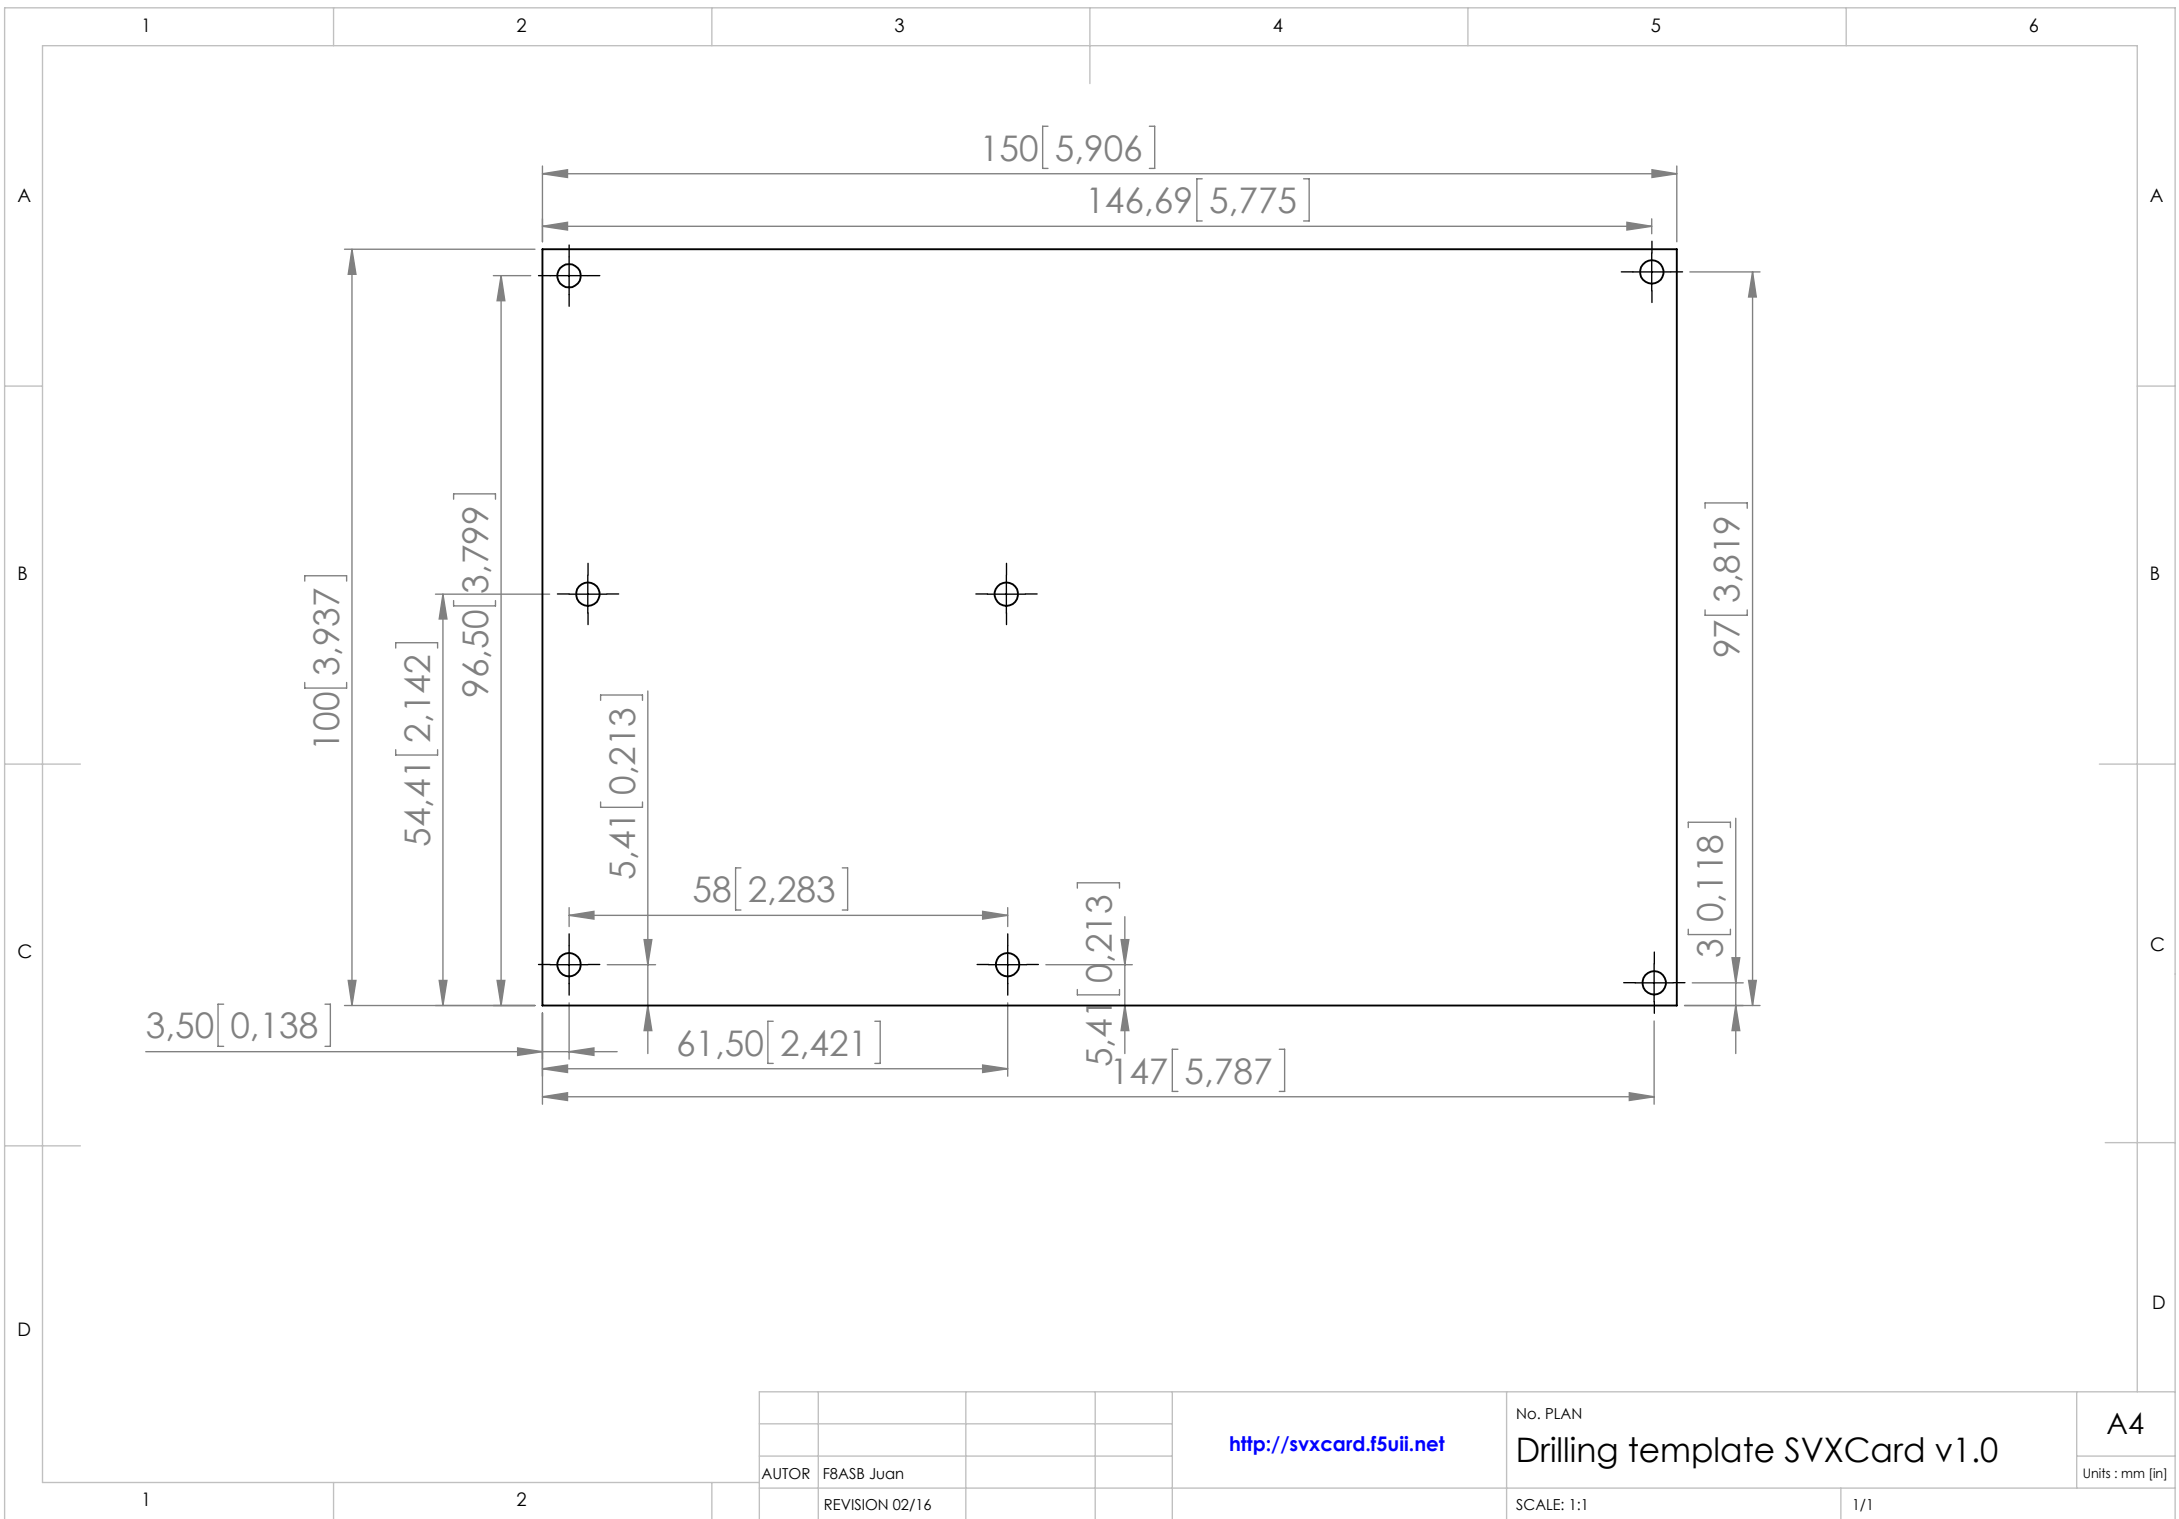 1 2 3 4 5 6
A A
150[5,906]
146,69[5,775]
B B
100[3,937]
54,41[2,142]
96,50[3,799]
97[3,819]
5,41[0,213]
58[2,283]
5,41[0,213]
3[0,118]
C C
3,50[0,138]
61,50[2,421]
147[5,787]
D D
No. PLAN
http://svxcard.f5uii.net
Drilling template SVXCard v1.0
A4
AUTOR F8ASB Juan
Units : mm [in]
1 2
REVISION 02/16
SCALE: 1:1
1/1